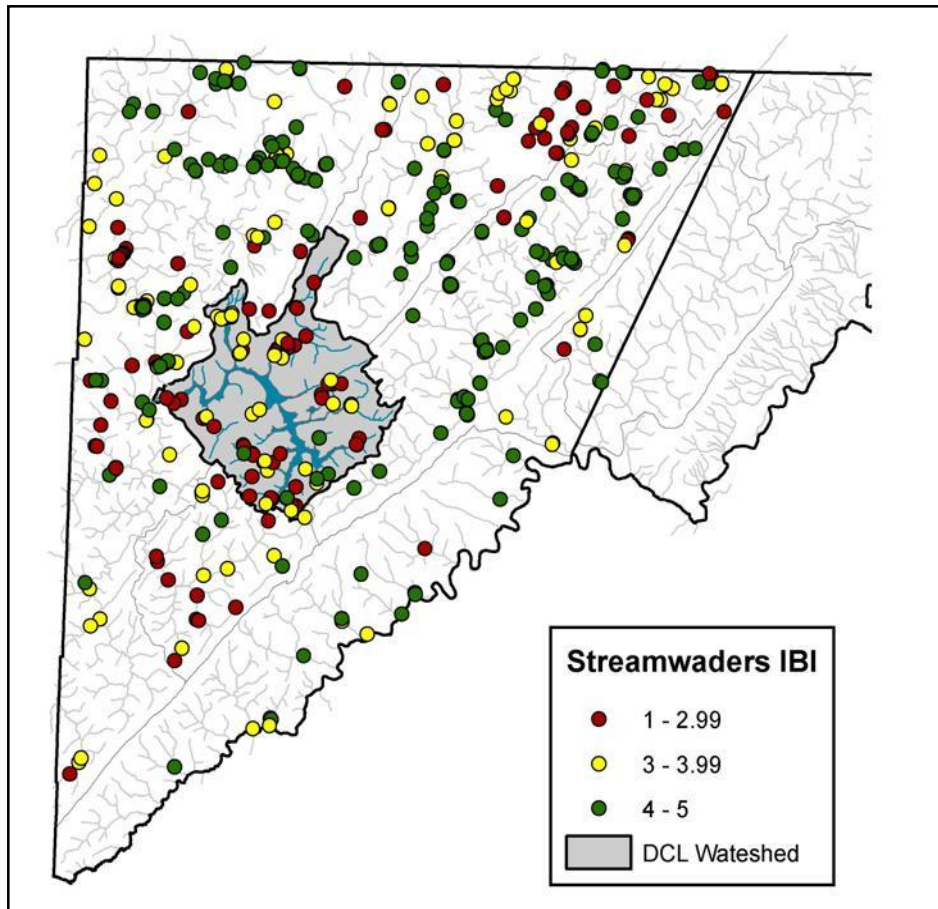 Streamwaders IBI
1 - 2.99
3 - 3.99
4 - 5
DCL Wateshed